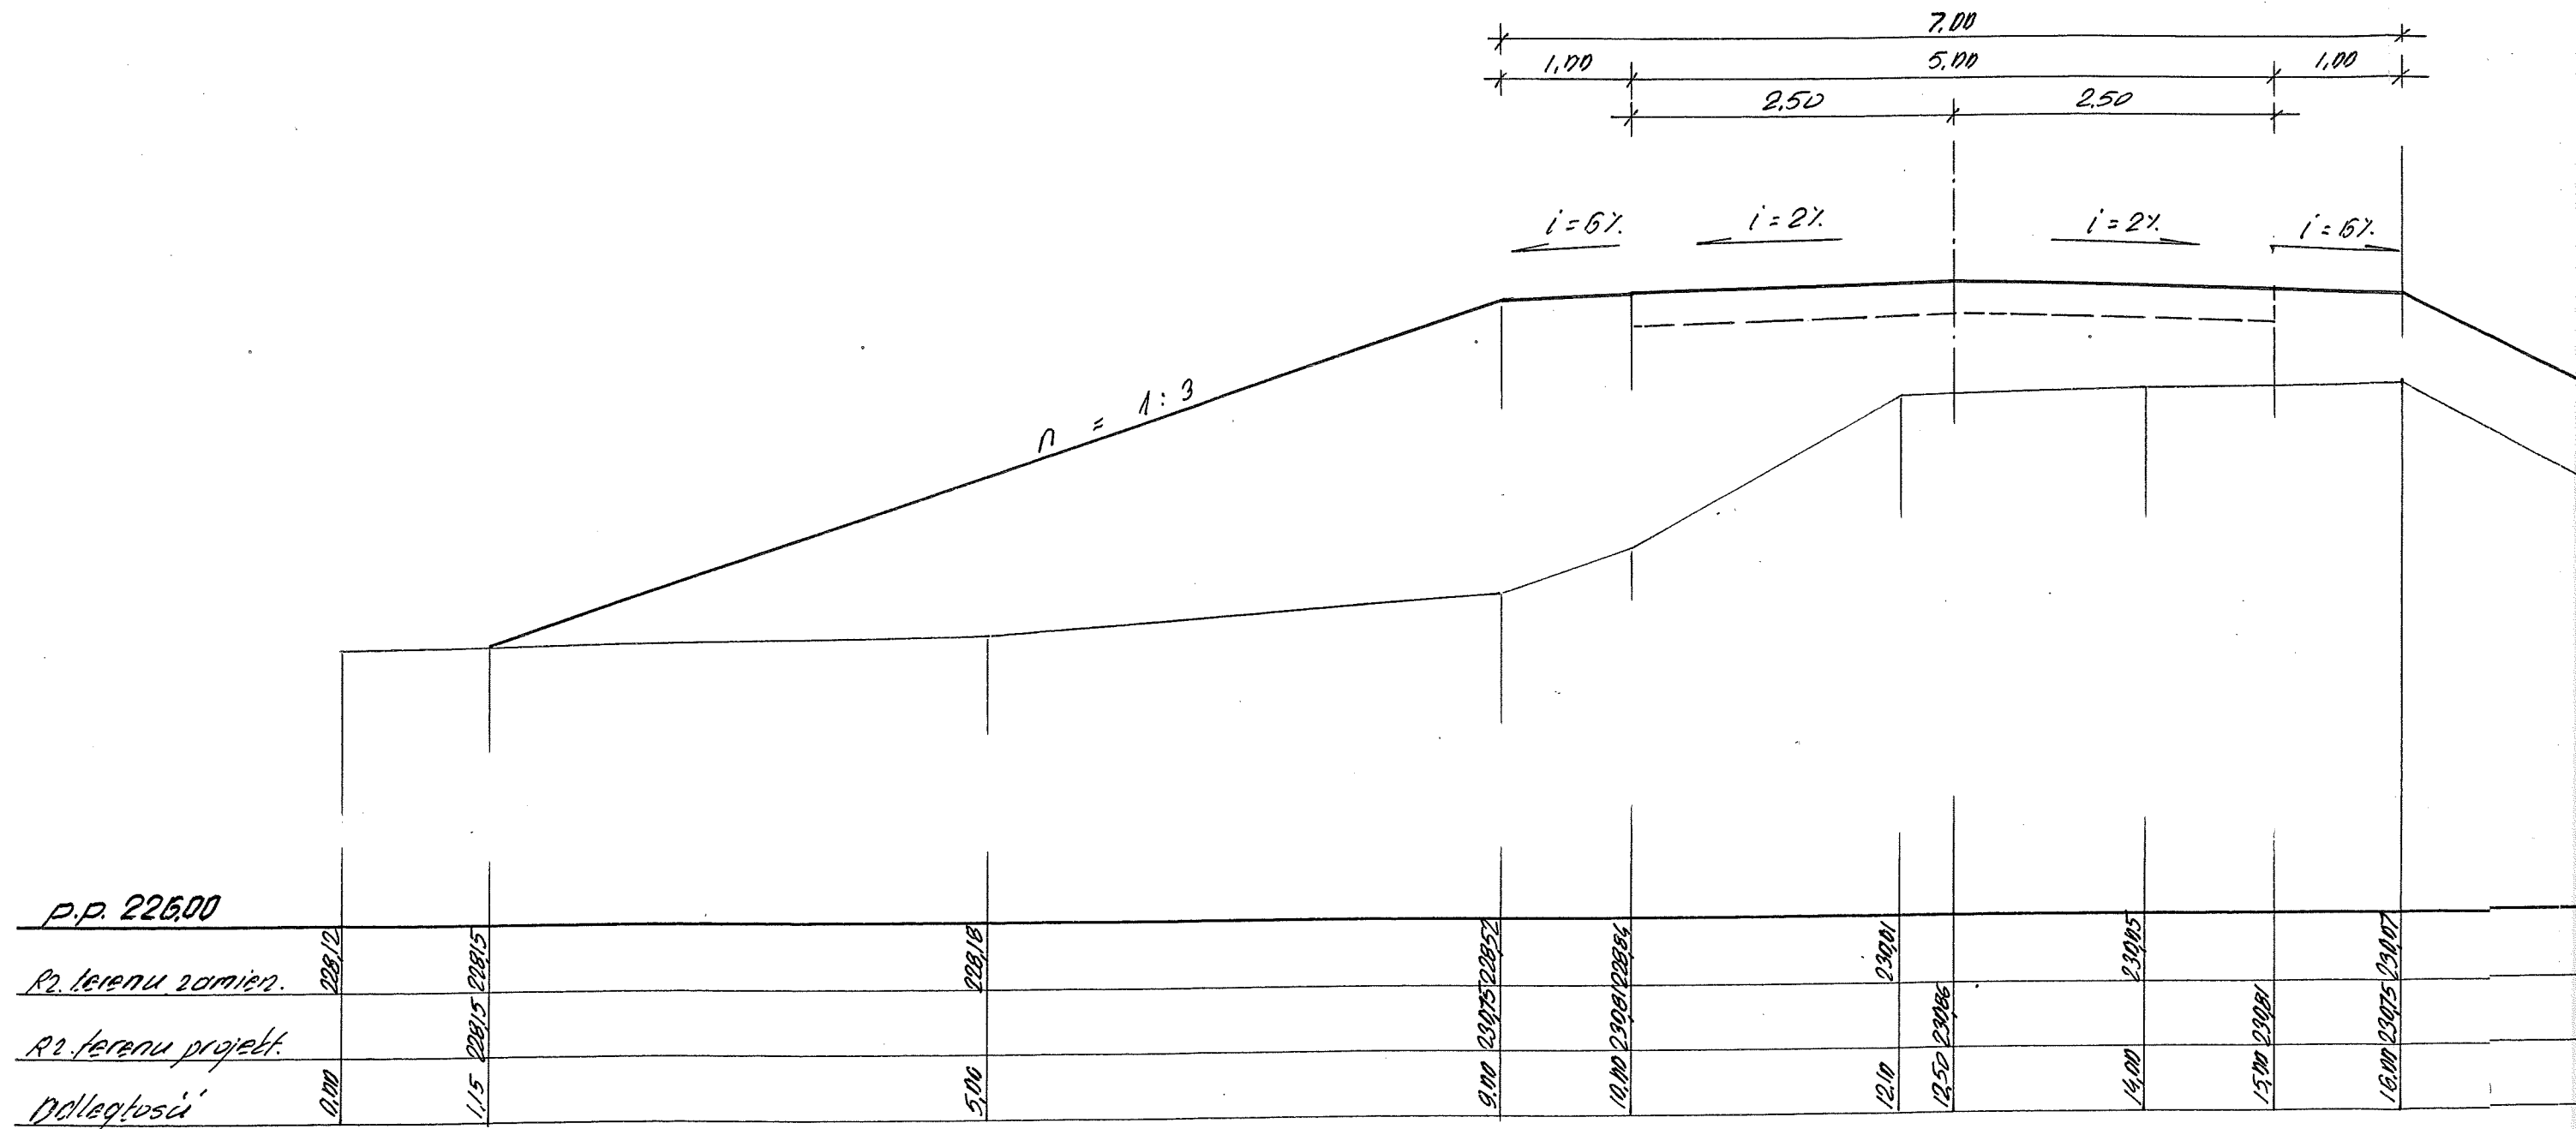 7,00
1,00 5,00 1,00
2,50 2,50
i=6% i=2% i=2% i=6%
n = 1:3
p.p. 226,00
Rz. terenu zamien. 228,12 228,15 228,18 228,52 228,86 230,01 230,05 230,07
Rz. terenu projekt. 228,15 230,75 230,81 230,86 230,81 230,75
Odległości 0,00 1,15 5,00 9,00 10,00 12,10 12,50 14,00 15,00 16,00